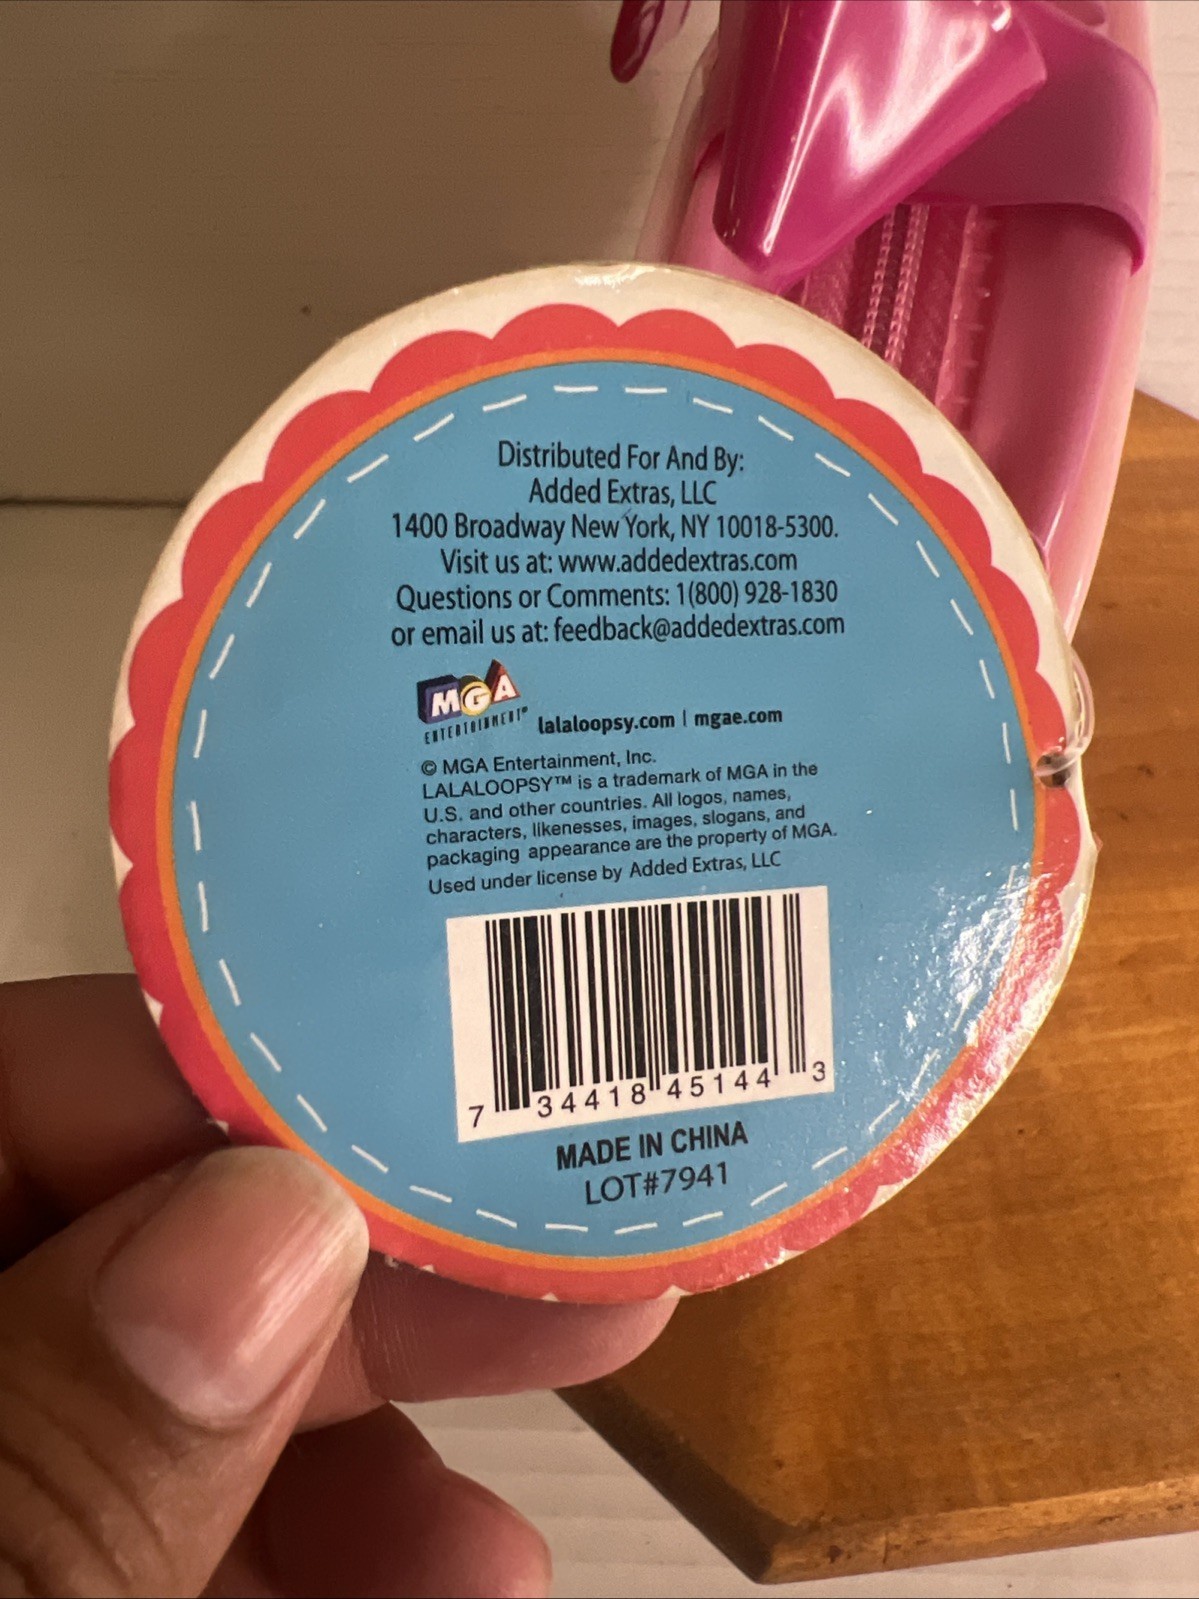 Distributed For And By:
Added Extras, LLC
1400 Broadway New York, NY 10018-5300.
Visit us at: www.addedextras.com
Questions or Comments: 1(800) 928-1830
or email us at: feedback@addedextras.com
MGA
ENTERTAINMENT®
lalaloopsy.com | mgae.com
© MGA Entertainment, Inc.
LALALOOPSY™ is a trademark of MGA in the
U.S. and other countries. All logos, names,
characters, likenesses, images, slogans, and
packaging appearance are the property of MGA.
Used under license by Added Extras, LLC
7 34418 45144 3
MADE IN CHINA
LOT#7941